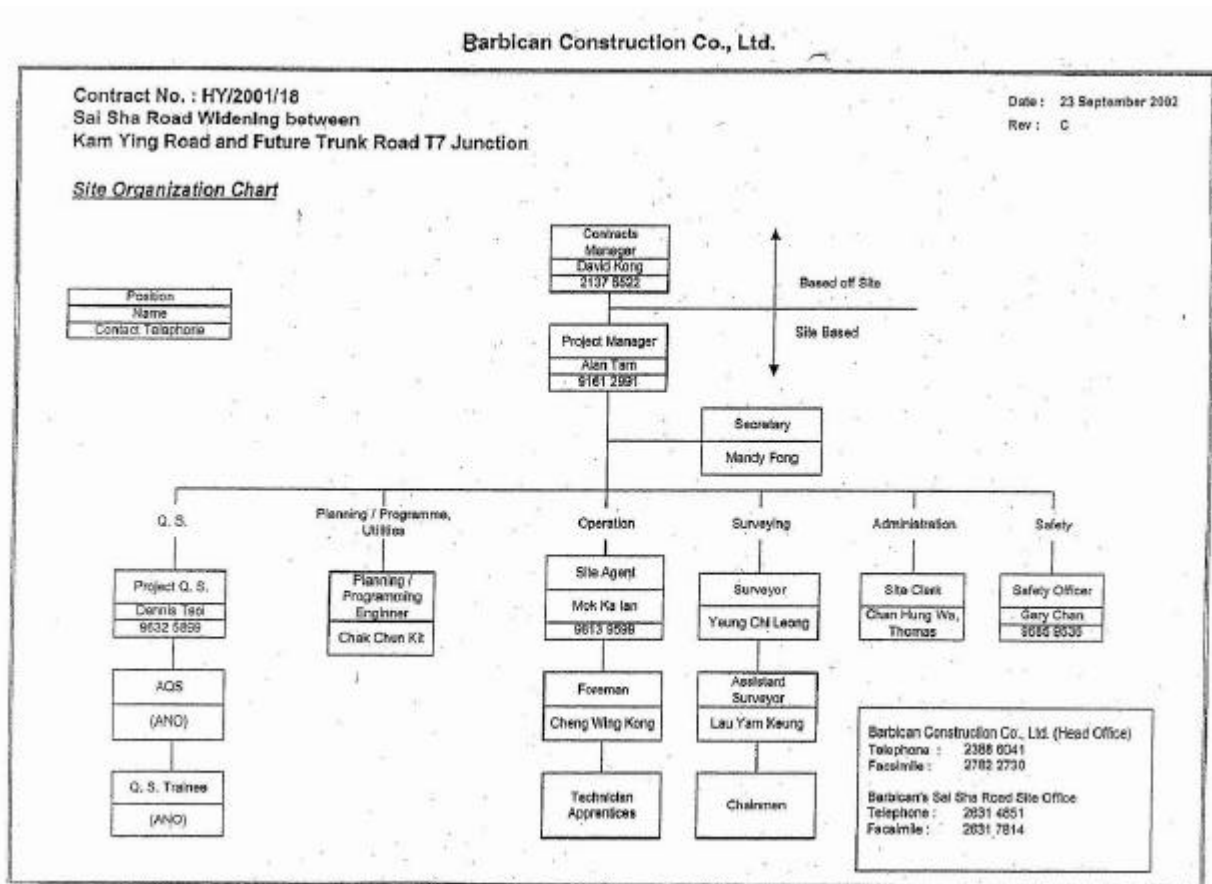 Barbican Construction Co., Ltd.
Contract No. : HY/2001/18
Sai Sha Road Widening between
Kam Ying Road and Future Trunk Road T7 Junction
Date : 23 September 2002
Rev : C
Site Organization Chart
Contracts
Manager
David Kong
2137 8522
Based off Site
Site Based
Position
Name
Contact Telephone
Project Manager
Alan Tam
9161 2991
Secretary
Mandy Fong
Q. S.
Planning / Programme,
Utilities
Operation
Surveying
Administration
Safety
Project Q. S.
Dennis Tsoi
9632 5899
Planning /
Programming
Enginner
Chak Chun Kit
Site Agent
Mok Ka Ian
9613 9599
Surveyor
Yeung Chi Leong
Site Clerk
Chan Hung Wa,
Thomas
Safety Officer
Gary Chan
AQS
(ANO)
Foreman
Cheng Wing Kong
Assistant
Surveyor
Lau Yam Keung
Q. S. Trainee
(ANO)
Technician
Apprentices
Chainmen
Barbican Construction Co., Ltd. (Head Office)
Telephone : 2388 6041
Facsimile : 2782 2730
Barbican's Sai Sha Road Site Office
Telephone : 2631 4851
Facsimile : 2631 7814